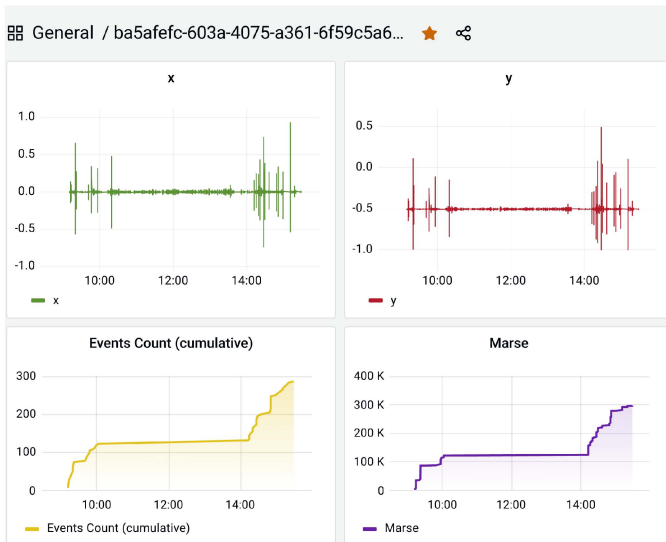 General / ba5afefc-603a-4075-a361-6f59c5a6...
x
1.0
0.5
0.0
-0.5
-1.0
10:00 12:00 14:00
x
y
0.5
0.0
-0.5
-1.0
10:00 12:00 14:00
y
Events Count (cumulative)
300
200
100
0
10:00 12:00 14:00
Events Count (cumulative)
Marse
400 K
300 K
200 K
100 K
0
10:00 12:00 14:00
Marse